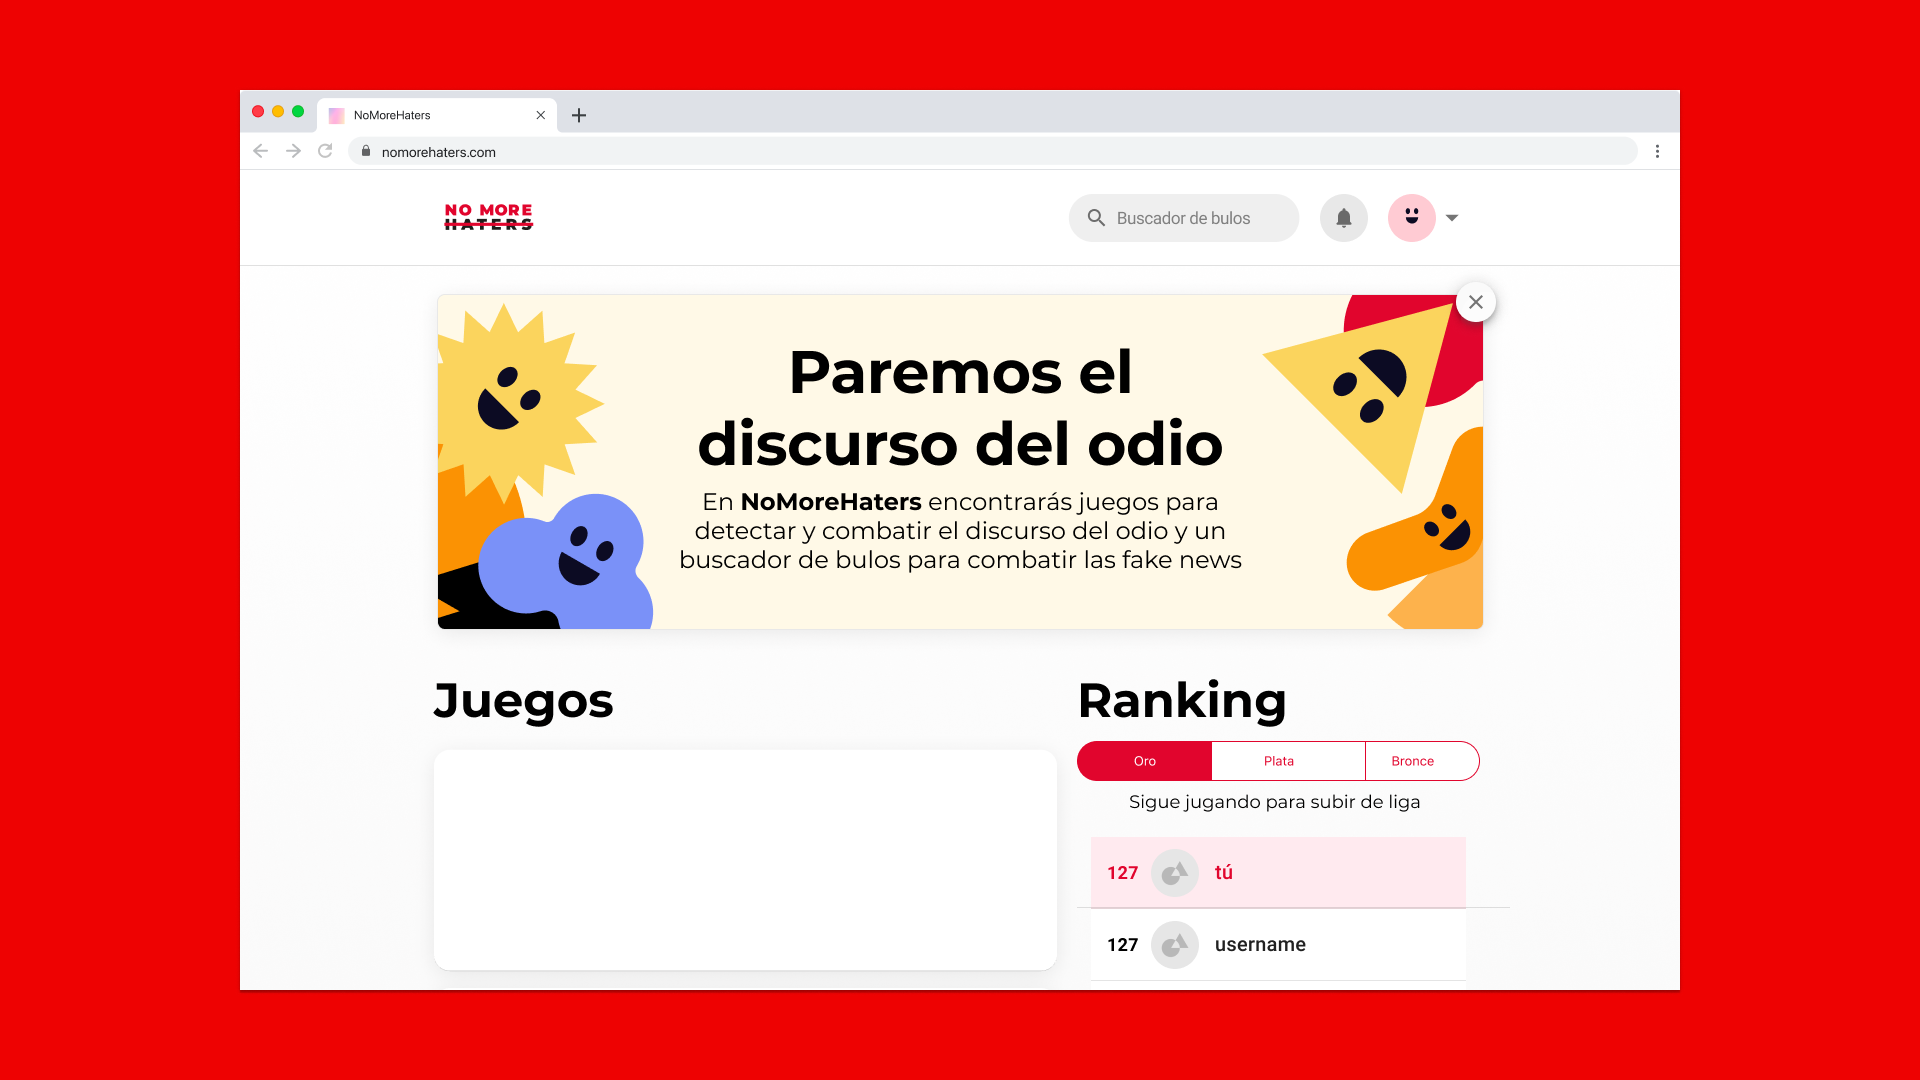 NoMoreHaters
nomorehaters.com
NO MORE
HATERS
Buscador de bulos
Paremos el
discurso del odio
En NoMoreHaters encontrarás juegos para
detectar y combatir el discurso del odio y un
buscador de bulos para combatir las fake news
Juegos
Ranking
Oro Plata Bronce
Sigue jugando para subir de liga
127 tú
127 username